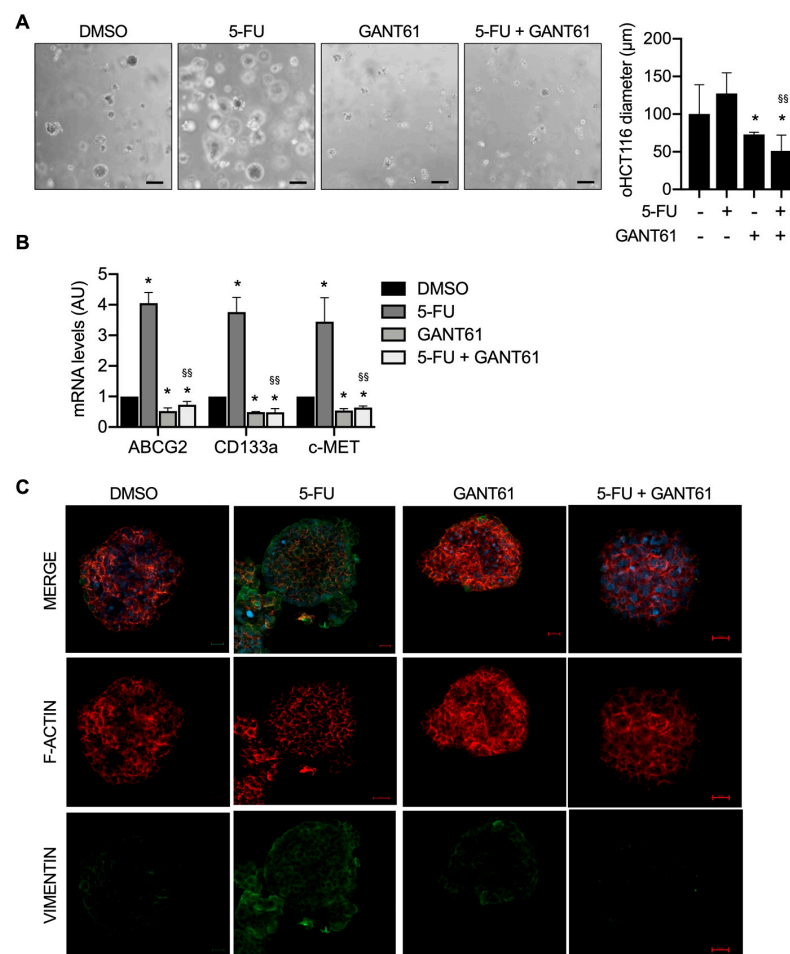 A
DMSO
5-FU
GANT61
5-FU + GANT61
oHCT116 diameter (µm)
200
150
100
50
0
§§
* *
5-FU - + - +
GANT61 - - + +
B
mRNA levels (AU)
5
4
3
2
1
0
* * *
§§ §§ §§
* * * * * *
ABCG2 CD133a c-MET
DMSO
5-FU
GANT61
5-FU + GANT61
C
DMSO
5-FU
GANT61
5-FU + GANT61
MERGE
F-ACTIN
VIMENTIN